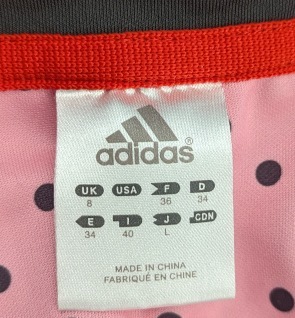 adidas
UK USA F D
8 36 34
E I J CDN
34 40 L
MADE IN CHINA
FABRIQUÉ EN CHINE